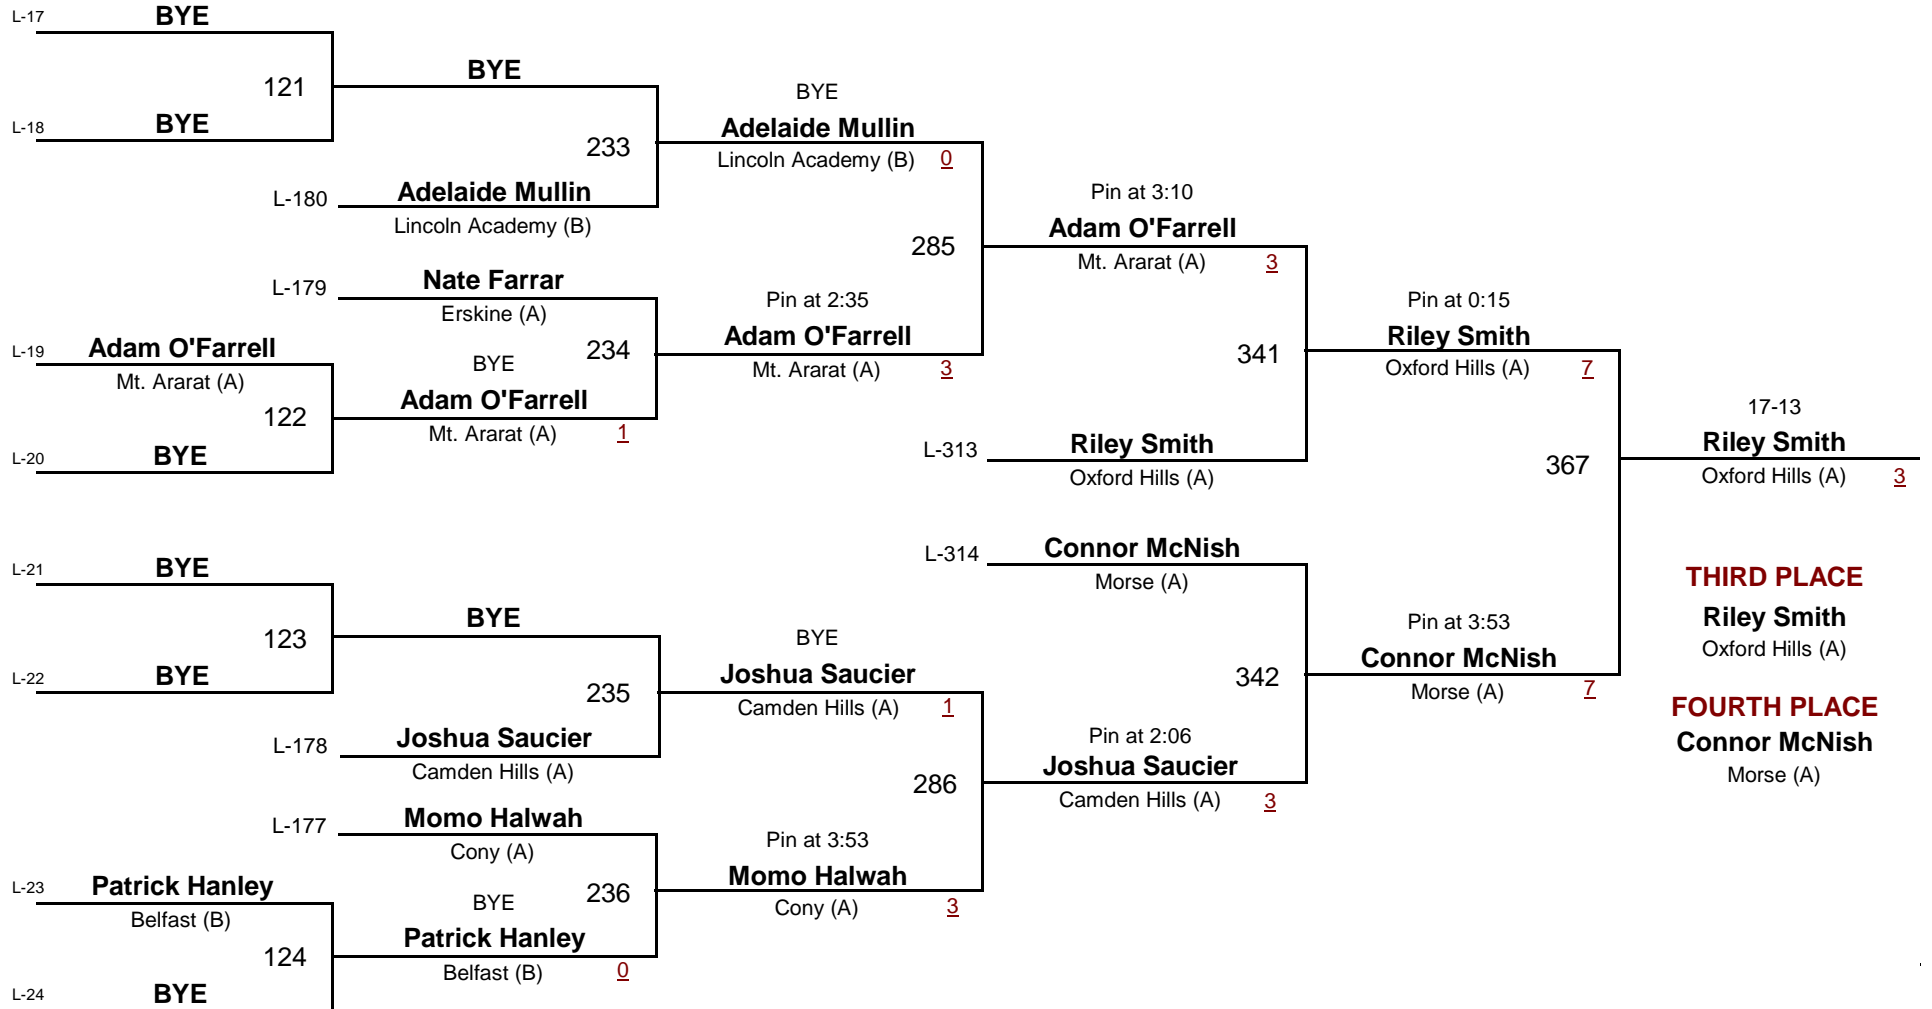 L-17 BYE
121
L-18 BYE
BYE
233
L-180 Adelaide Mullin
Lincoln Academy (B)
BYE
Adelaide Mullin
Lincoln Academy (B) 0
285
L-179 Nate Farrar
Erskine (A)
234
L-19 Adam O'Farrell
Mt. Ararat (A)
122
L-20 BYE
BYE
Adam O'Farrell
Mt. Ararat (A) 1
Pin at 2:35
Adam O'Farrell
Mt. Ararat (A) 3
Pin at 3:10
Adam O'Farrell
Mt. Ararat (A) 3
341
L-313 Riley Smith
Oxford Hills (A)
Pin at 0:15
Riley Smith
Oxford Hills (A) 7
367
17-13
Riley Smith
Oxford Hills (A) 3
L-21 BYE
123
L-22 BYE
BYE
235
L-178 Joshua Saucier
Camden Hills (A)
BYE
Joshua Saucier
Camden Hills (A) 1
286
L-177 Momo Halwah
Cony (A)
236
L-23 Patrick Hanley
Belfast (B)
124
L-24 BYE
BYE
Patrick Hanley
Belfast (B) 0
Pin at 3:53
Momo Halwah
Cony (A) 3
L-314 Connor McNish
Morse (A)
342
Pin at 2:06
Joshua Saucier
Camden Hills (A) 3
Pin at 3:53
Connor McNish
Morse (A) 7
THIRD PLACE
Riley Smith
Oxford Hills (A)
FOURTH PLACE
Connor McNish
Morse (A)